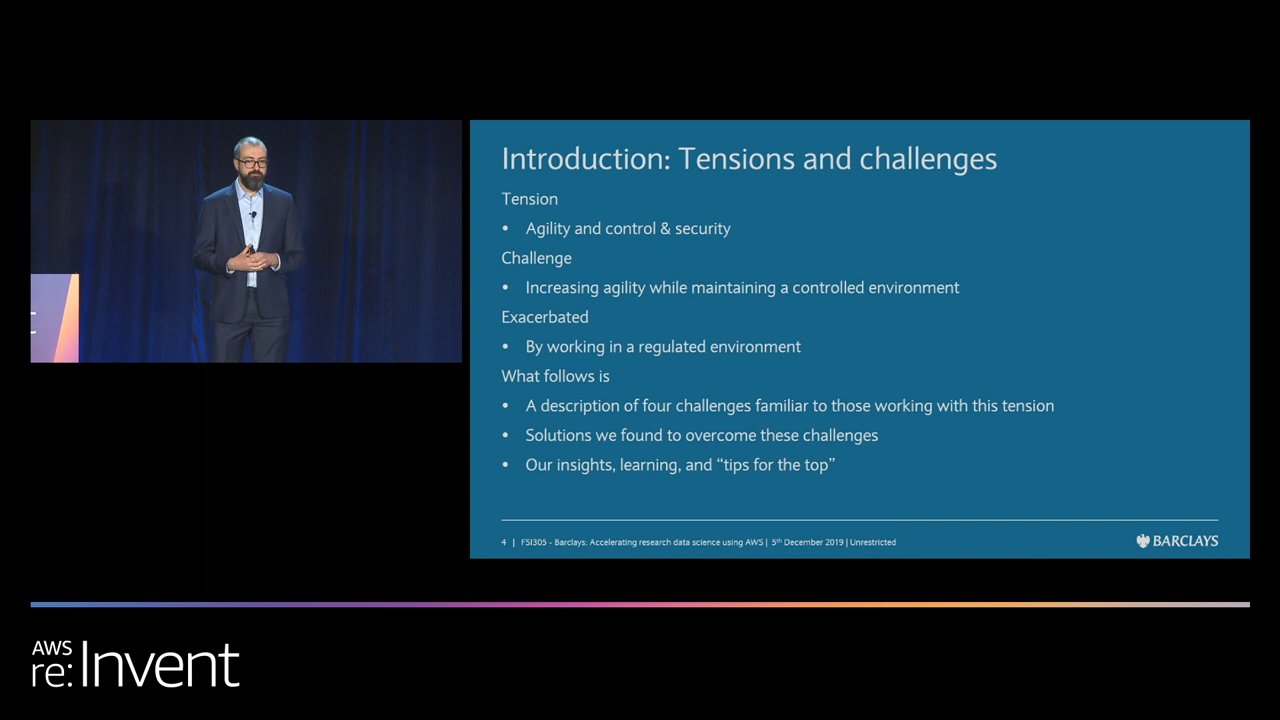 Introduction: Tensions and challenges
Tension
• Agility and control & security
Challenge
• Increasing agility while maintaining a controlled environment
Exacerbated
• By working in a regulated environment
What follows is
• A description of four challenges familiar to those working with this tension
• Solutions we found to overcome these challenges
• Our insights, learning, and “tips for the top”
4 | FSI305 - Barclays: Accelerating research data science using AWS | 5th December 2019 | Unrestricted
BARCLAYS
AWS
re:Invent